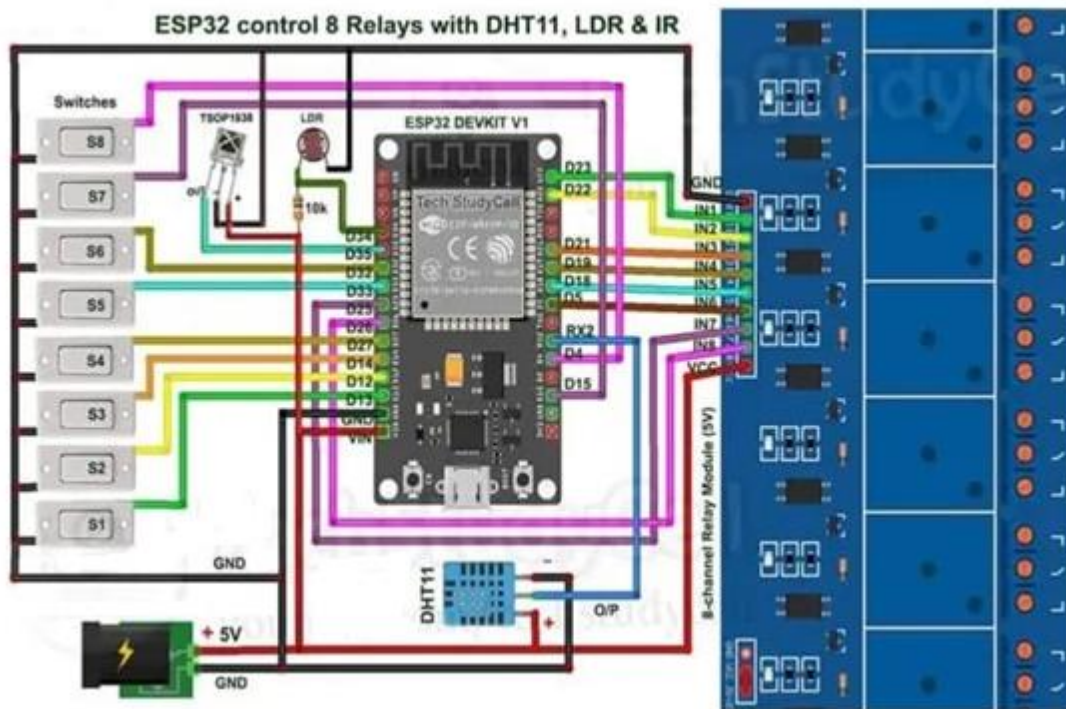 ESP32 control 8 Relays with DHT11, LDR & IR
Switches
S8
S7
S6
S5
S4
S3
S2
S1
TSOP1838
OUT
+
LDR
10k
ESP32 DEVKIT V1
Tech StudyCell
CE
D34
D35
D32
D33
D25
D26
D27
D14
D12
D13
GND
VIN
D23
D22
D21
D19
D18
D5
RX2
D4
D15
EN
BOOT
GND
IN1
IN2
IN3
IN4
IN5
IN6
IN7
IN8
VCC
8-channel Relay Module (5V)
GND
DHT11
-
O/P
+
+ 5V
GND